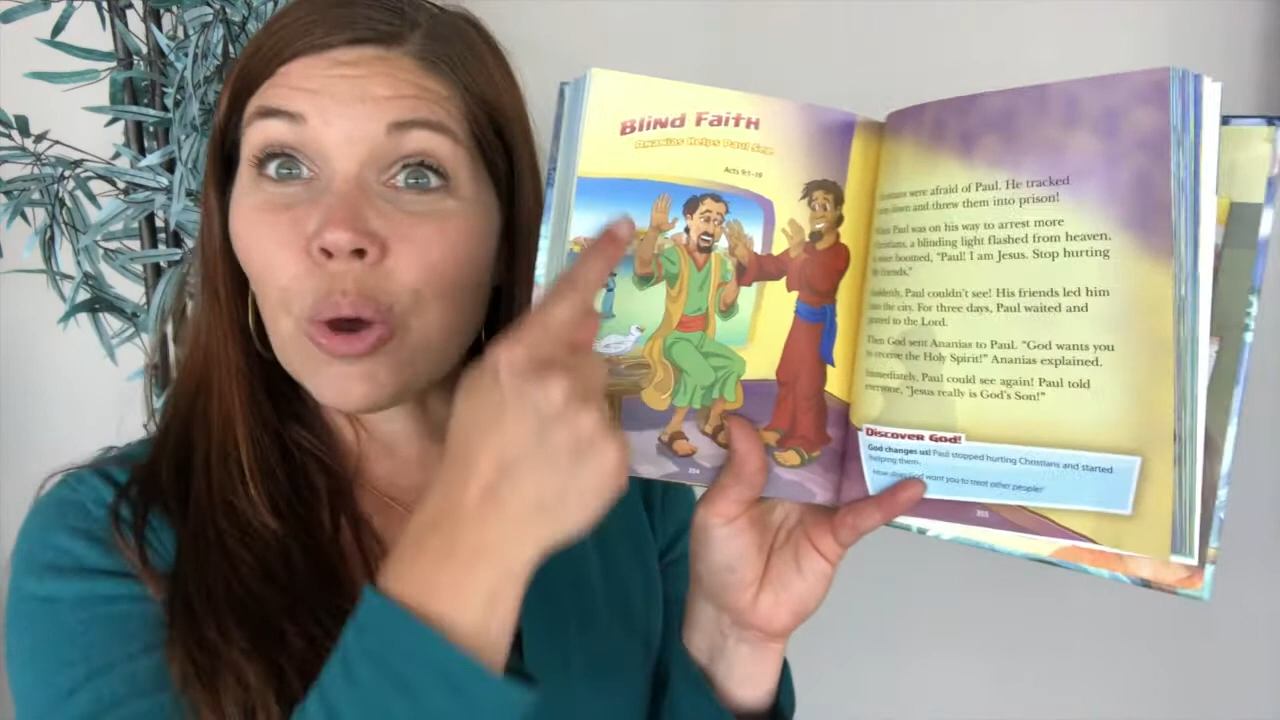 Blind Faith
Ananias Helps Paul See
Acts 9:1-19
were afraid of Paul. He tracked
down and threw them into prison!
Paul was on his way to arrest more
Christians, a blinding light flashed from heaven.
boomed, "Paul! I am Jesus. Stop hurting
friends."
Suddenly, Paul couldn't see! His friends led him
into the city. For three days, Paul waited and
prayed to the Lord.
Then God sent Ananias to Paul. "God wants you
to receive the Holy Spirit!" Ananias explained.
Immediately, Paul could see again! Paul told
everyone, "Jesus really is God's Son!"
Discover God!
God changes us! Paul stopped hurting Christians and started
helping them.
How does God want you to treat other people?
354
355